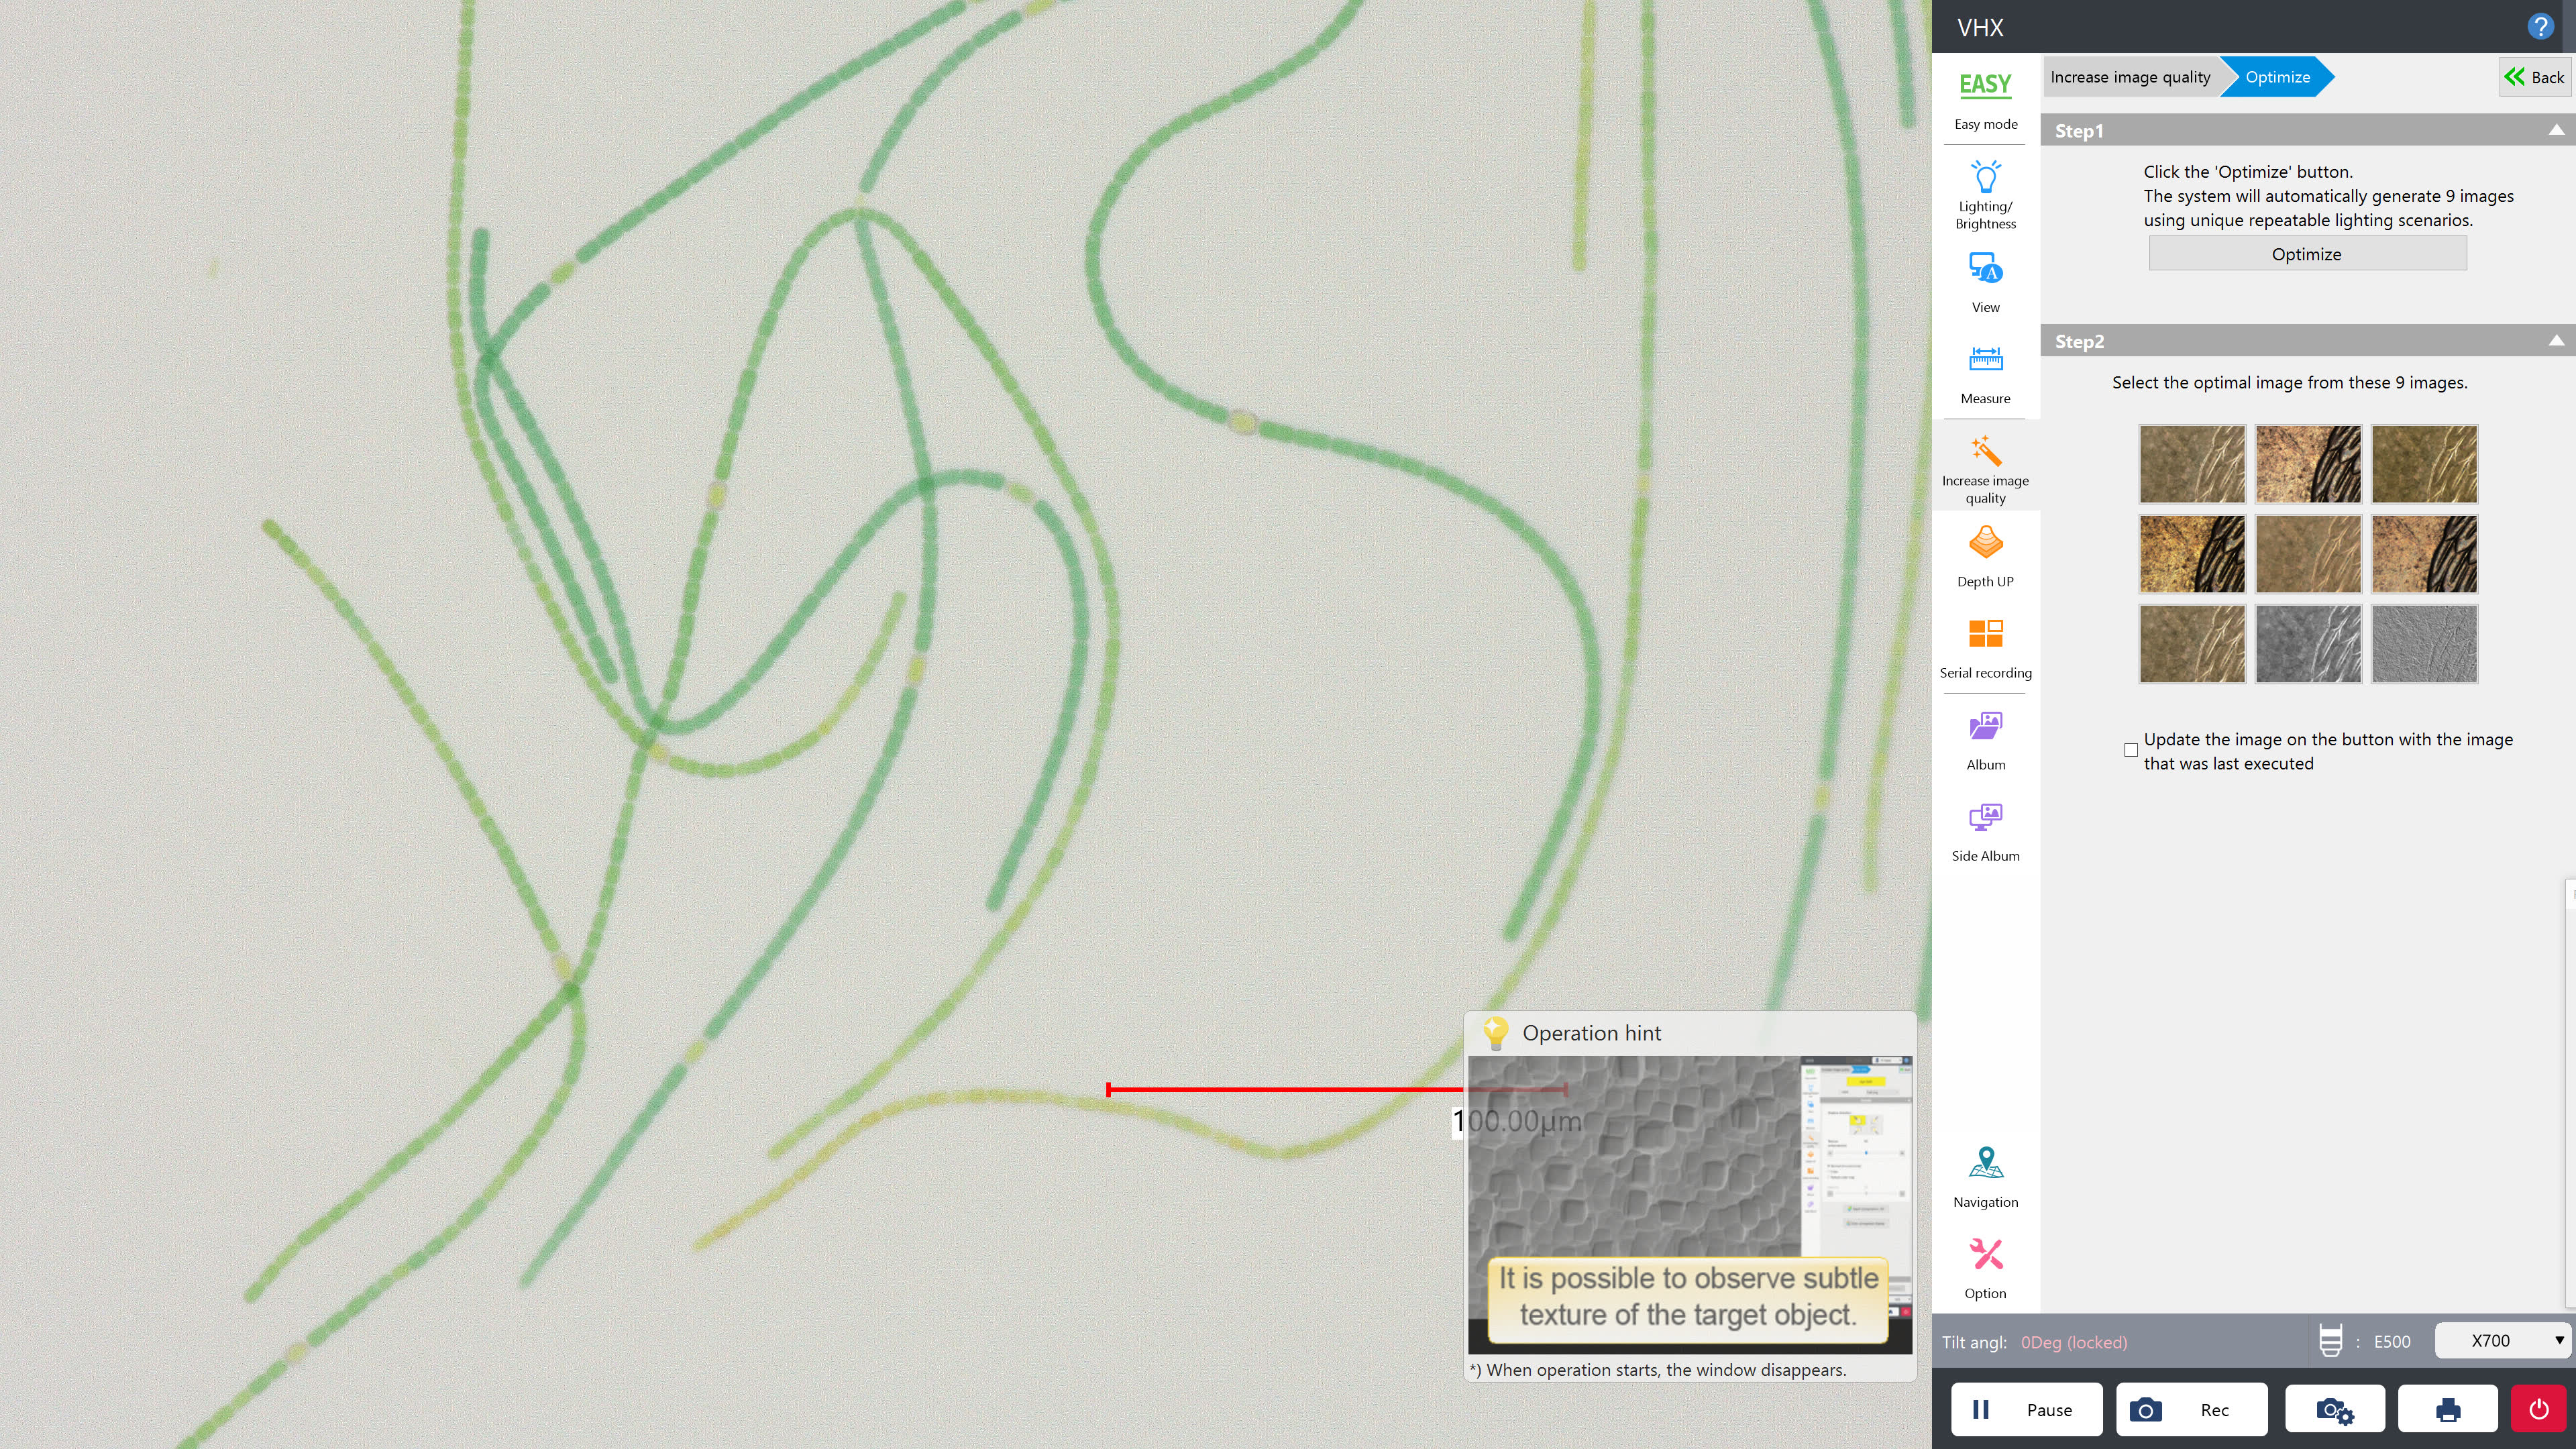 VHX
?
EASY
Easy mode
Lighting/
Brightness
A
View
Measure
Increase image
quality
Depth UP
Serial recording
Album
Side Album
Navigation
Option
Increase image quality
Optimize
Back
Step1
Click the 'Optimize' button.
The system will automatically generate 9 images
using unique repeatable lighting scenarios.
Optimize
Step2
Select the optimal image from these 9 images.
Update the image on the button with the image
that was last executed
100.00µm
Operation hint
It is possible to observe subtle
texture of the target object.
*) When operation starts, the window disappears.
Tilt angl: 0Deg (locked)
: E500
X700
Pause
Rec